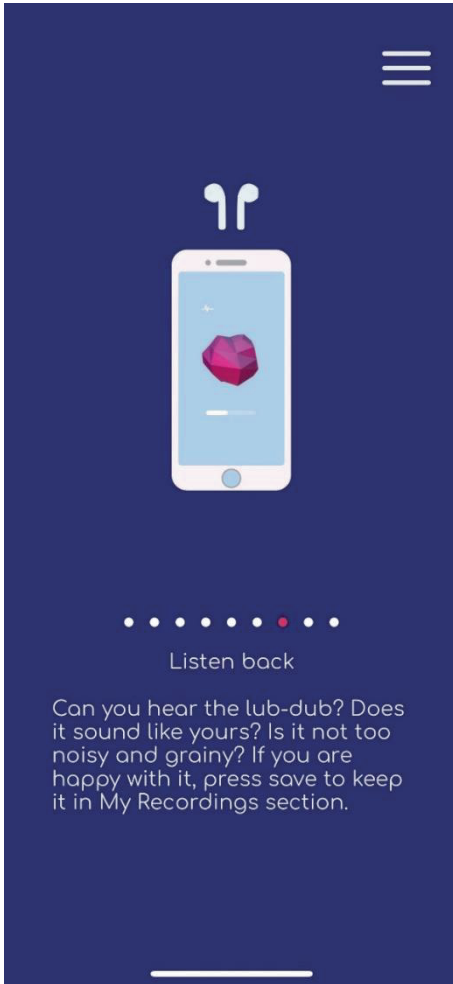 Listen back
Can you hear the lub-dub? Does
it sound like yours? Is it not too
noisy and grainy? If you are
happy with it, press save to keep
it in My Recordings section.